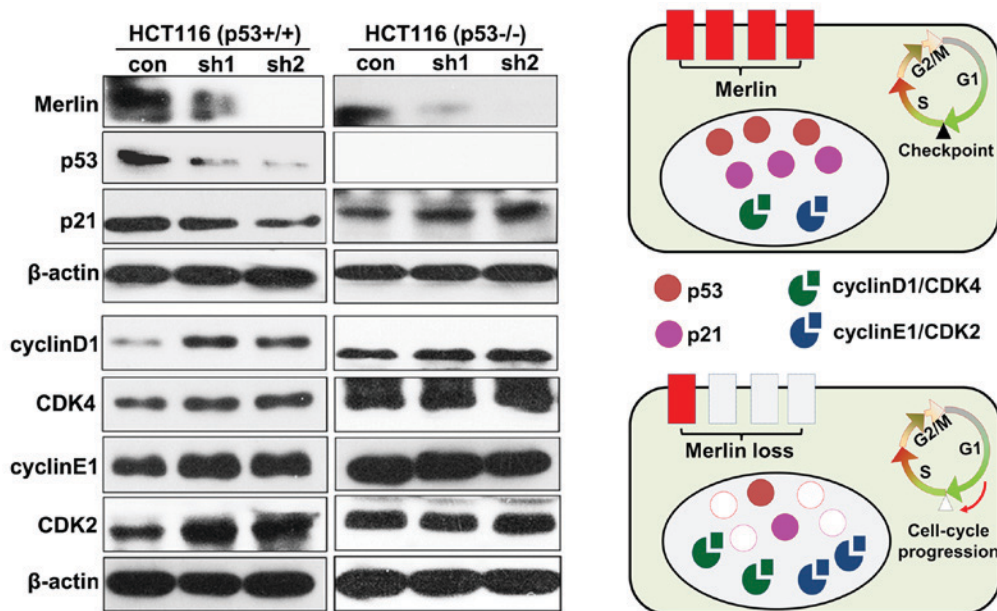 HCT116 (p53+/+)
con sh1 sh2
HCT116 (p53-/-)
con sh1 sh2
Merlin
p53
p21
β-actin
cyclinD1
CDK4
cyclinE1
CDK2
β-actin
Merlin
G2/M
G1
S
Checkpoint
p53
cyclinD1/CDK4
p21
cyclinE1/CDK2
Merlin loss
G2/M
G1
S
Cell-cycle
progression